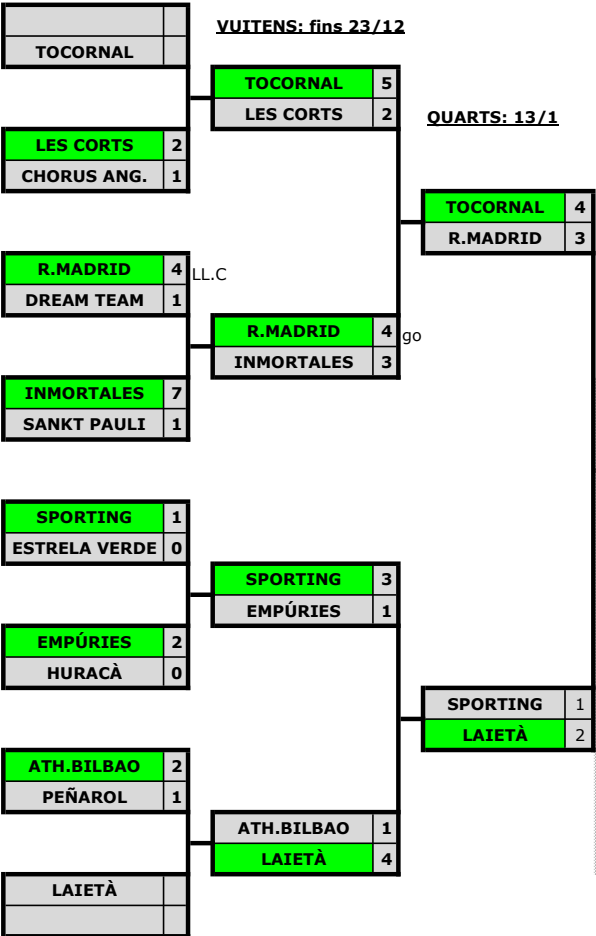 VUITENS: fins 23/12
TOCORNAL
TOCORNAL 5
LES CORTS 2
QUARTS: 13/1
LES CORTS 2
CHORUS ANG. 1
TOCORNAL 4
R.MADRID 3
R.MADRID 4 LL.C
DREAM TEAM 1
R.MADRID 4 go
INMORTALES 3
INMORTALES 7
SANKT PAULI 1
SPORTING 1
ESTRELA VERDE 0
SPORTING 3
EMPÚRIES 1
EMPÚRIES 2
HURACÀ 0
SPORTING 1
LAIETÀ 2
ATH.BILBAO 2
PEÑAROL 1
ATH.BILBAO 1
LAIETÀ 4
LAIETÀ